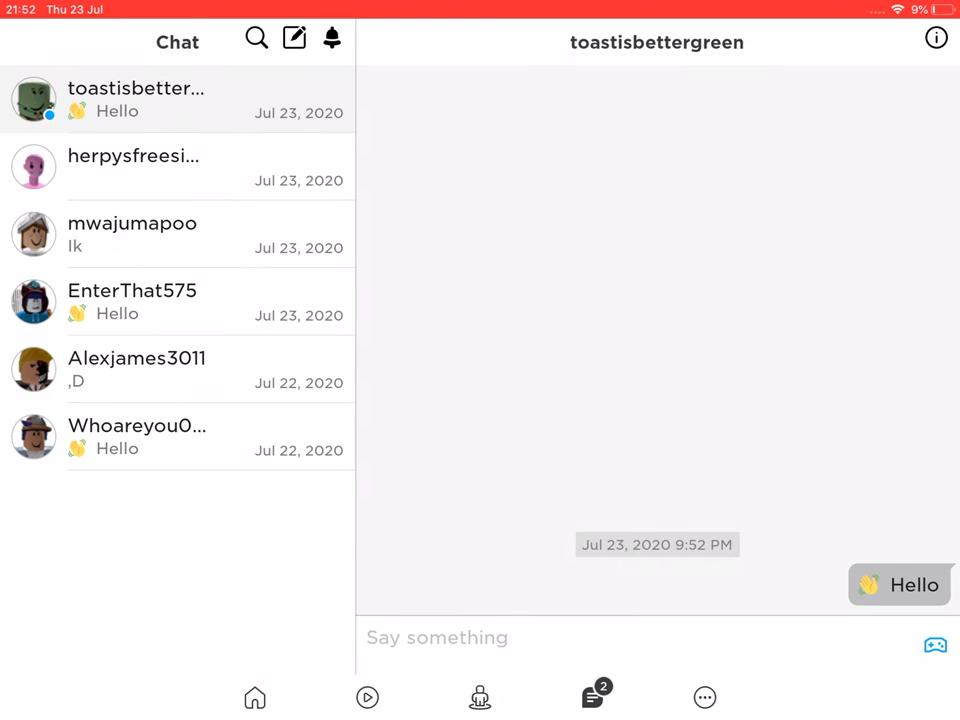 21:52 Thu 23 Jul 9%
Chat
toastisbetter...
👋 Hello Jul 23, 2020
herpysfreesi...
Jul 23, 2020
mwajumapoo
Ik Jul 23, 2020
EnterThat575
👋 Hello Jul 23, 2020
Alexjames3011
,D Jul 22, 2020
Whoareyou0...
👋 Hello Jul 22, 2020
toastisbettergreen
Jul 23, 2020 9:52 PM
👋 Hello
Say something
2